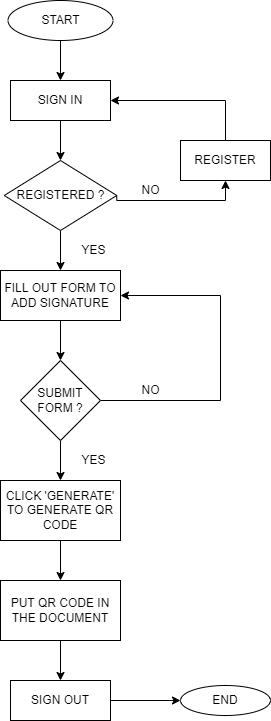 START
SIGN IN
REGISTER
REGISTERED ?
NO
YES
FILL OUT FORM TO
ADD SIGNATURE
SUBMIT
FORM ?
NO
YES
CLICK 'GENERATE'
TO GENERATE QR
CODE
PUT QR CODE IN
THE DOCUMENT
SIGN OUT
END